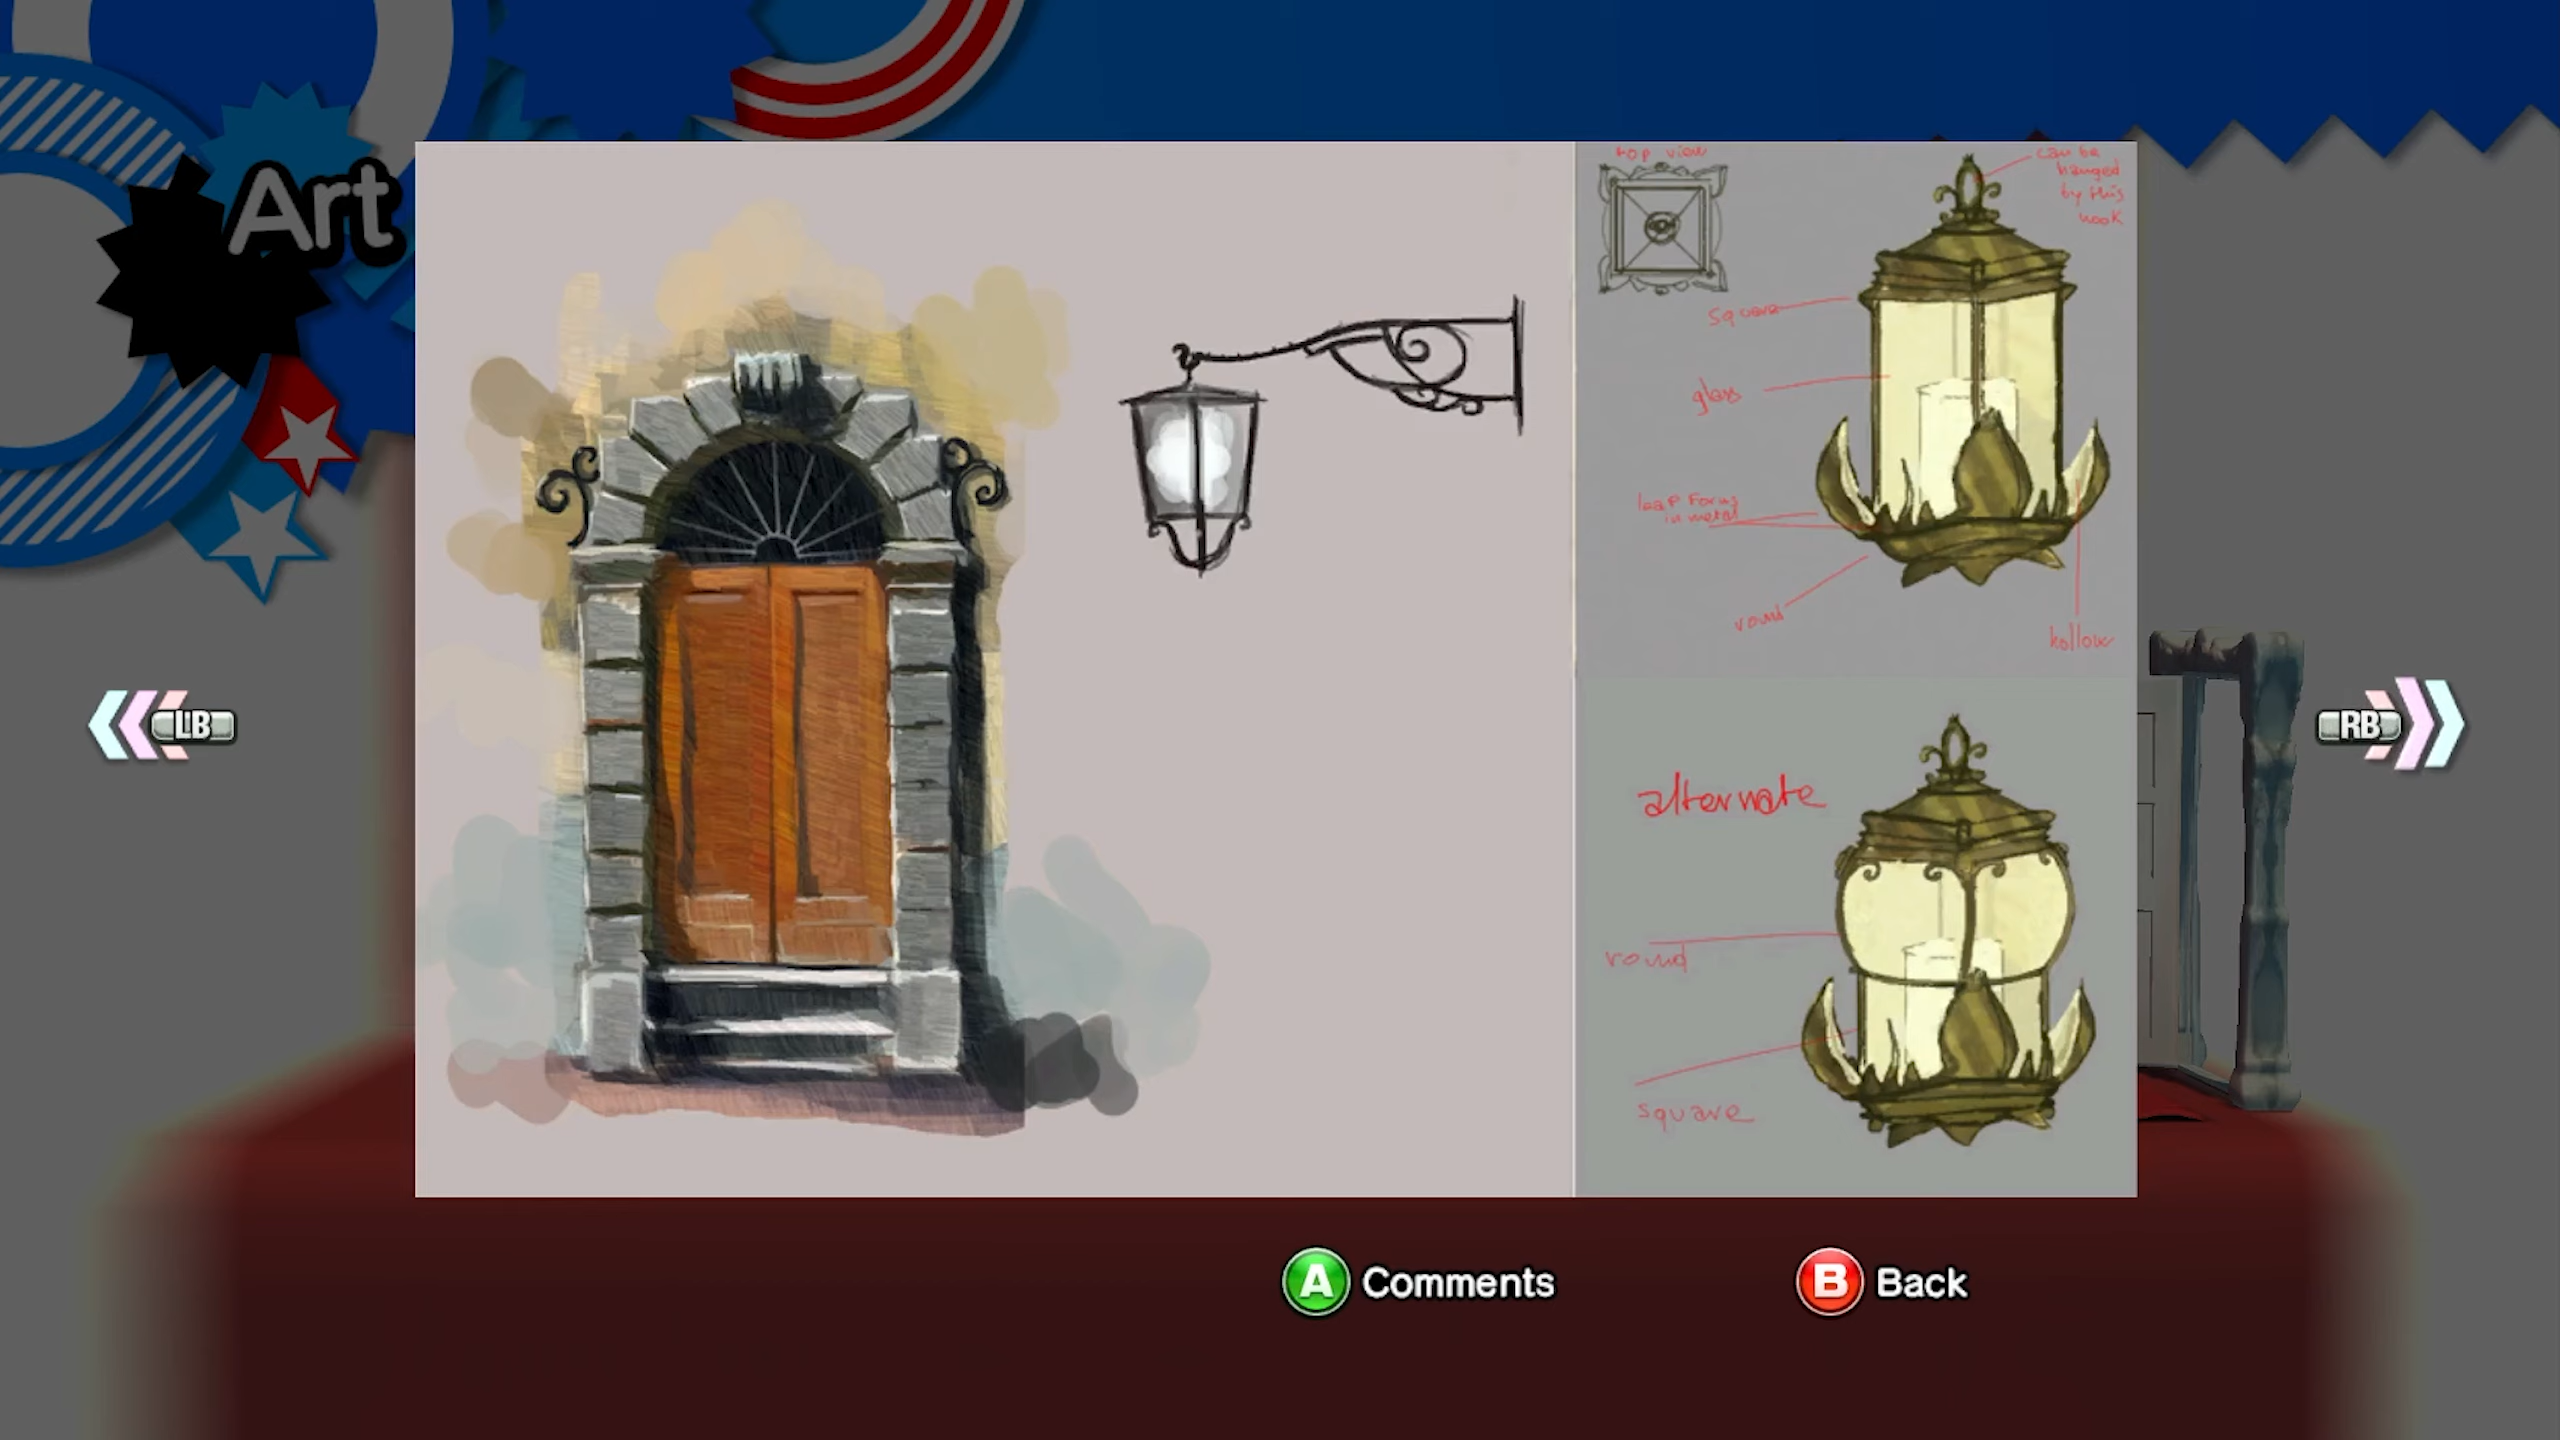 Art
top view
can be
hanged
by this
hook
square
glass
leaf forms
in metal
round
hollow
LB
RB
alternate
round
square
A Comments
B Back